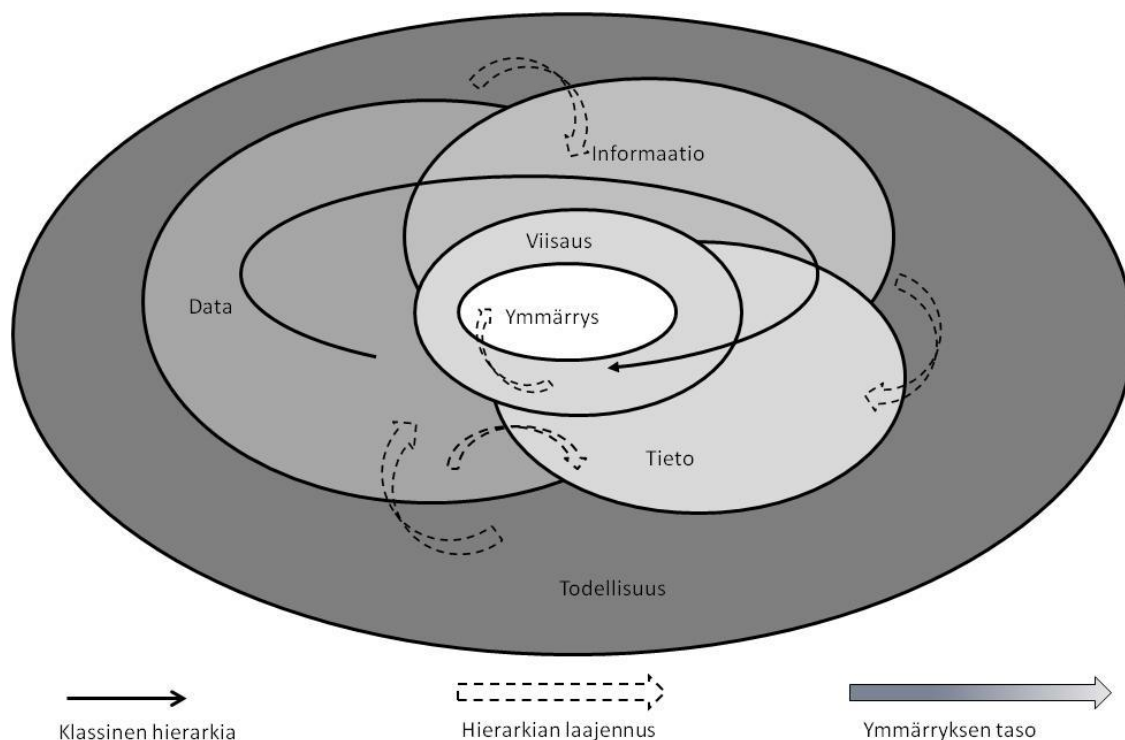 Informaatio
Viisaus
Data
Ymmärrys
Tieto
Todellisuus
Klassinen hierarkia
Hierarkian laajennus
Ymmärryksen taso